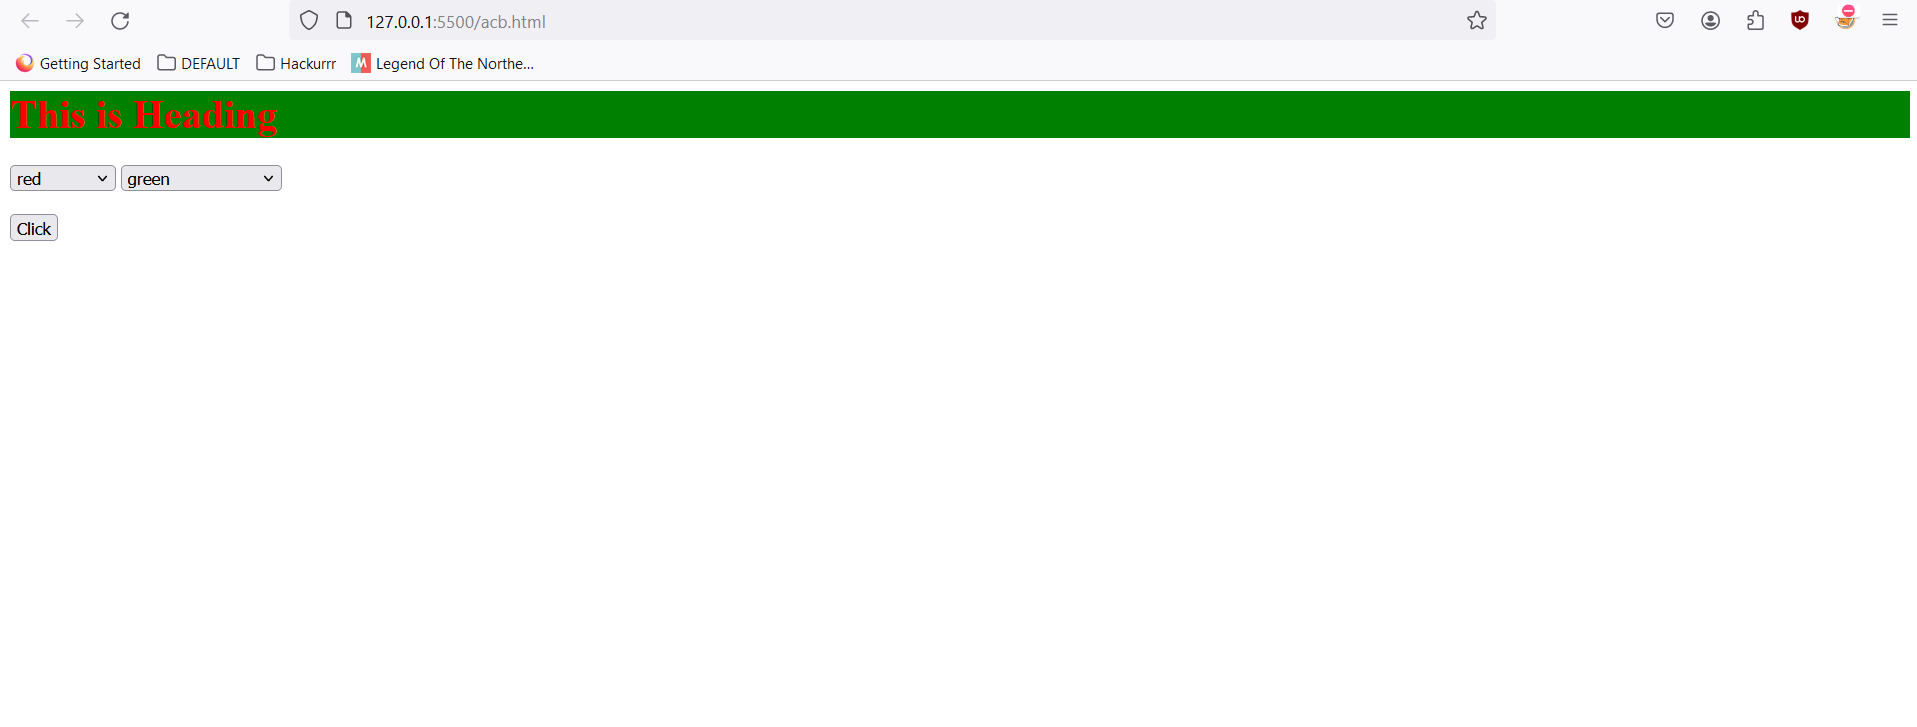 127.0.0.1:5500/acb.html
Getting Started DEFAULT Hackurrr Legend Of The Northe...
This is Heading
red green
Click